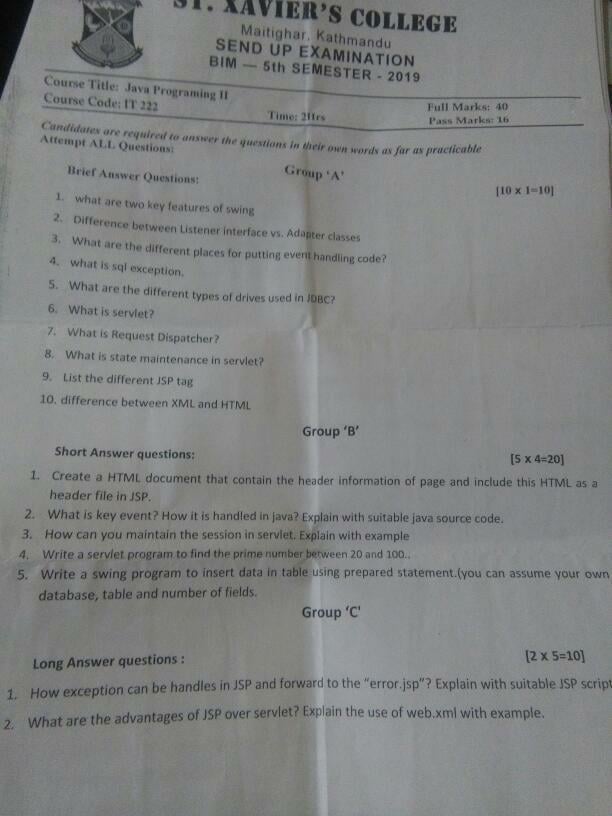 ST. XAVIER'S COLLEGE
Maitighar, Kathmandu
SEND UP EXAMINATION
BIM — 5th SEMESTER - 2019
Course Title: Java Programing II
Course Code: IT 222
Full Marks: 40
Time: 2Hrs
Pass Marks: 16
Candidates are required to answer the questions in their own words as far as practicable
Attempt ALL Questions:
Group 'A'
Brief Answer Questions:
[10 x 1=10]
1. what are two key features of swing
2. Difference between Listener interface vs. Adapter classes
3. What are the different places for putting event handling code?
4. what is sql exception.
5. What are the different types of drives used in JDBC?
6. What is servlet?
7. What is Request Dispatcher?
8. What is state maintenance in servlet?
9. List the different JSP tag
10. difference between XML and HTML
Group 'B'
Short Answer questions:
[5 x 4=20]
1. Create a HTML document that contain the header information of page and include this HTML as a
header file in JSP.
2. What is key event? How it is handled in java? Explain with suitable java source code.
3. How can you maintain the session in servlet. Explain with example
4. Write a servlet program to find the prime number between 20 and 100..
5. Write a swing program to insert data in table using prepared statement.(you can assume your own
database, table and number of fields.
Group 'C'
Long Answer questions :
[2 x 5=10]
1. How exception can be handles in JSP and forward to the "error.jsp"? Explain with suitable JSP script
2. What are the advantages of JSP over servlet? Explain the use of web.xml with example.